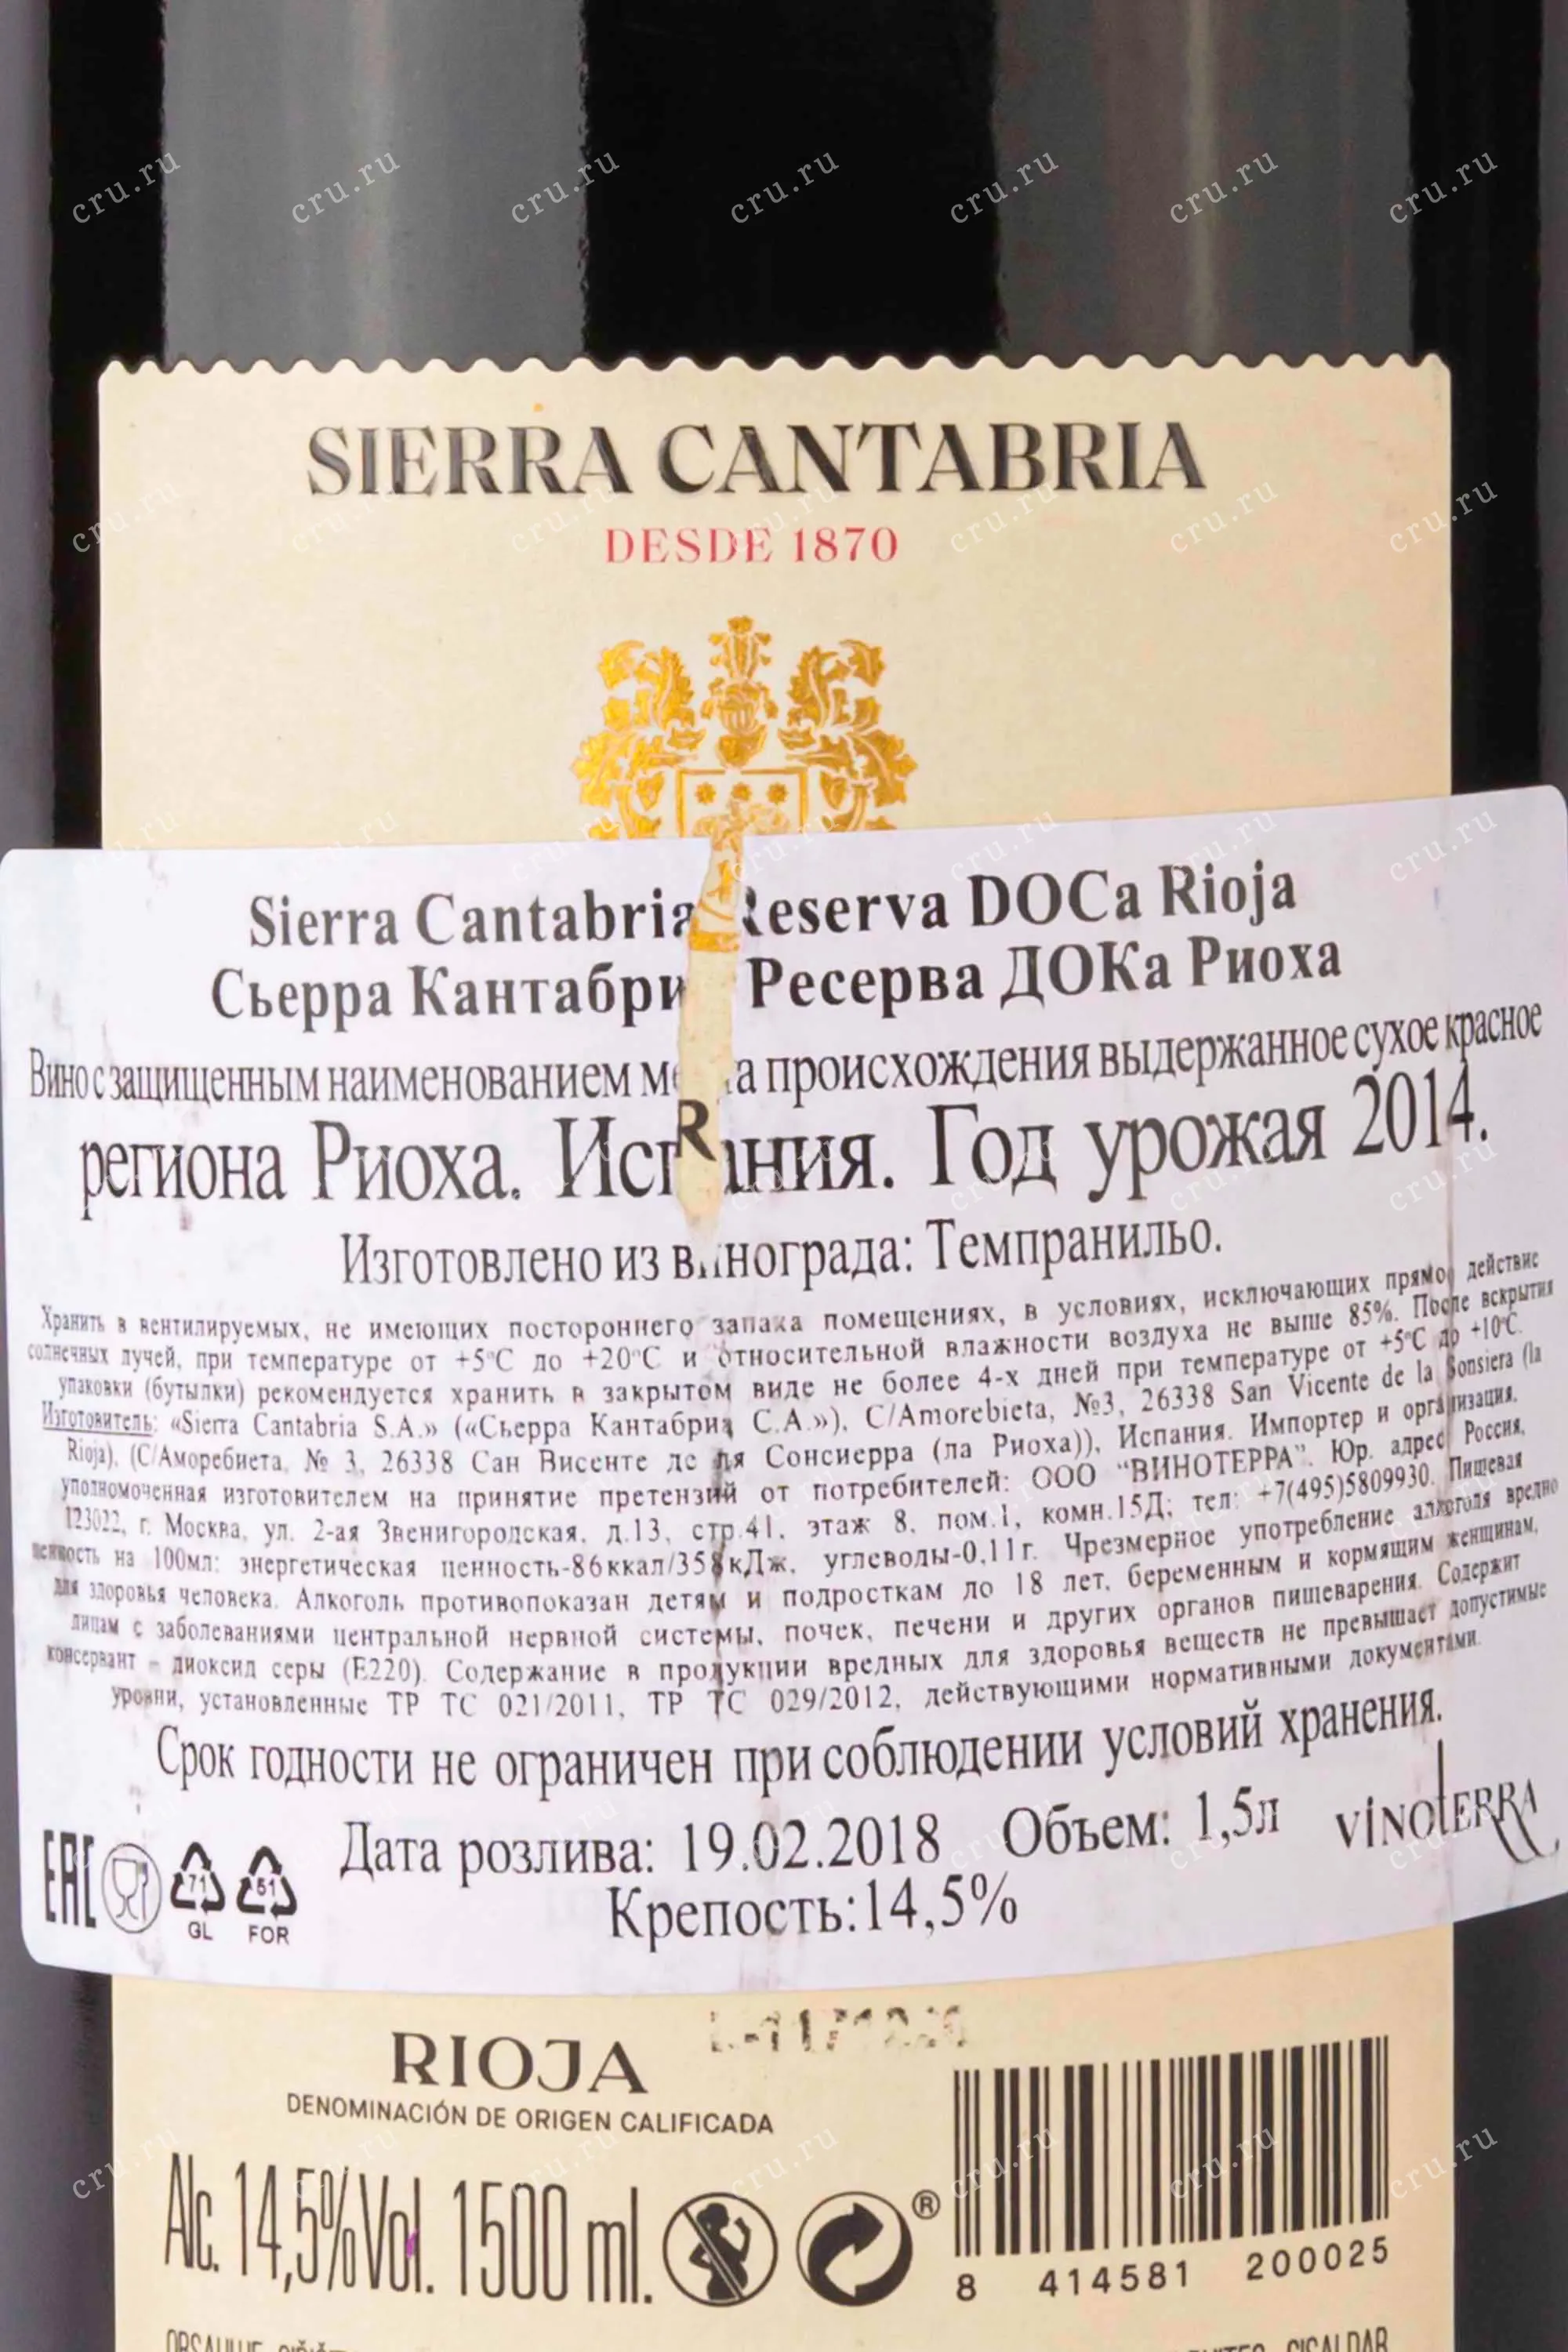 SIERRA CANTABRIA
DESDE 1870
Sierra Cantabria Reserva DOCa Rioja
Сьерра Кантабри Ресерва ДОКа Риоха
Вино с защищенным наименованием происхождения выдержанное сухое красное
региона Риоха. Испания. Год урожая 2014.
Изготовлено из винограда: Темпранильо.
Хранить в вентилируемых, не имеющих постороннего запаха помещениях, в условиях, исключающих прямое действие
солнечных лучей, при температуре от +5°C до +20°C и относительной влажности воздуха не выше 85%. После вскрытия
упаковки (бутылки) рекомендуется хранить в закрытом виде не более 4-х дней при температуре от +5°C до +10°C.
Изготовитель: «Sierra Cantabria S.A.» («Сьерра Кантабриа С.А.»), C/Amorebieta, №3, 26338 San Vicente de la Sonsiera (la
Rioja), (С/Аморебиета, № 3, 26338 Сан Висенте де ля Сонсиерра (ла Риоха)), Испания. Импортер и организация,
уполномоченная изготовителем на принятие претензий от потребителей: ООО "ВИНОТЕРРА". Юр. адрес Россия,
123022, г. Москва, ул. 2-ая Звенигородская, д.13, стр.41, этаж 8, пом.1, комн.15Д; тел: +7(495)5809930. Пищевая
ценность на 100мл: энергетическая ценность-86ккал/358кДж, углеводы-0,11г. Чрезмерное употребление алкоголя вредно
для здоровья человека. Алкоголь противопоказан детям и подросткам до 18 лет, беременным и кормящим женщинам,
лицам с заболеваниями центральной нервной системы, почек, печени и других органов пищеварения. Содержит
консервант - диоксид серы (Е220). Содержание в продукции вредных для здоровья веществ не превышает допустимые
уровни, установленные ТР ТС 021/2011, ТР ТС 029/2012, действующими нормативными документами.
Срок годности не ограничен при соблюдении условий хранения.
Дата розлива: 19.02.2018 Объем: 1,5л
VINOTERRA
Крепость:14,5%
EAC
71
GL
51
FOR
RIOJA
DENOMINACIÓN DE ORIGEN CALIFICADA
Alc. 14,5%Vol. 1500 ml.
®
8 414581 200025
cru.ru